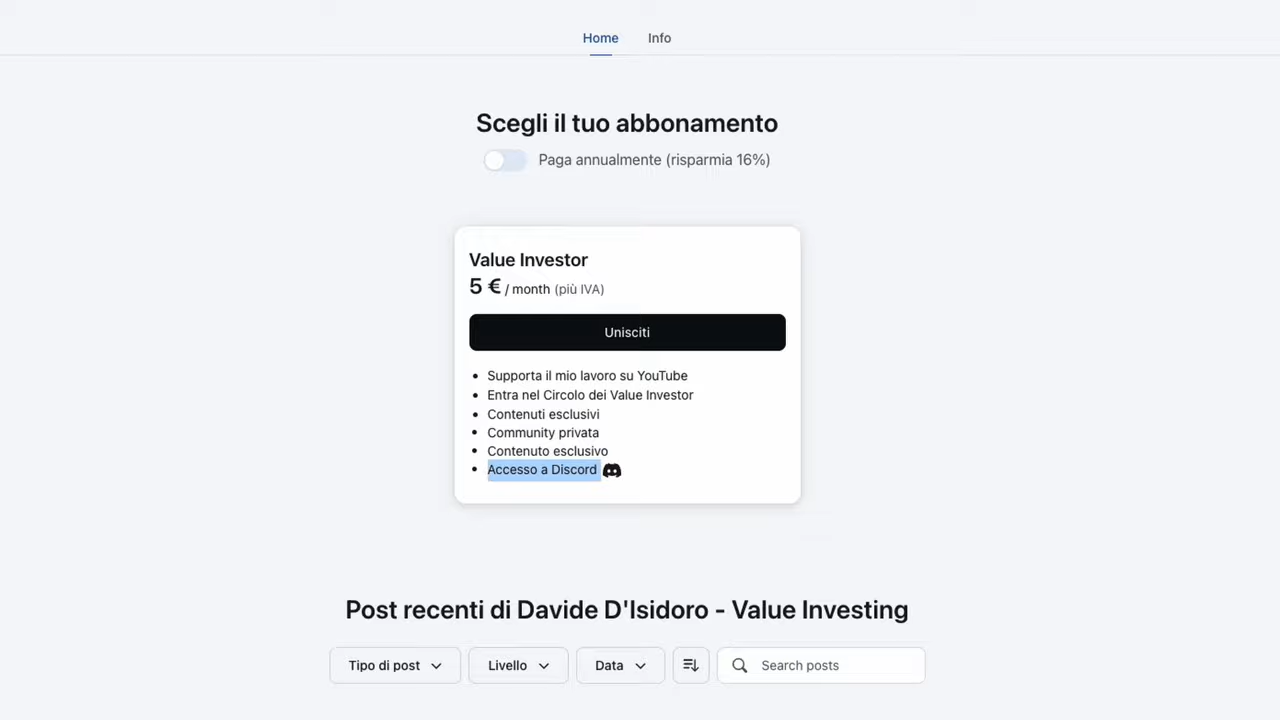 Home Info
Scegli il tuo abbonamento
Paga annualmente (risparmia 16%)
Value Investor
5 € / month (più IVA)
Unisciti
• Supporta il mio lavoro su YouTube
• Entra nel Circolo dei Value Investor
• Contenuti esclusivi
• Community privata
• Contenuto esclusivo
• Accesso a Discord
Post recenti di Davide D'Isidoro - Value Investing
Tipo di post Livello Data Search posts